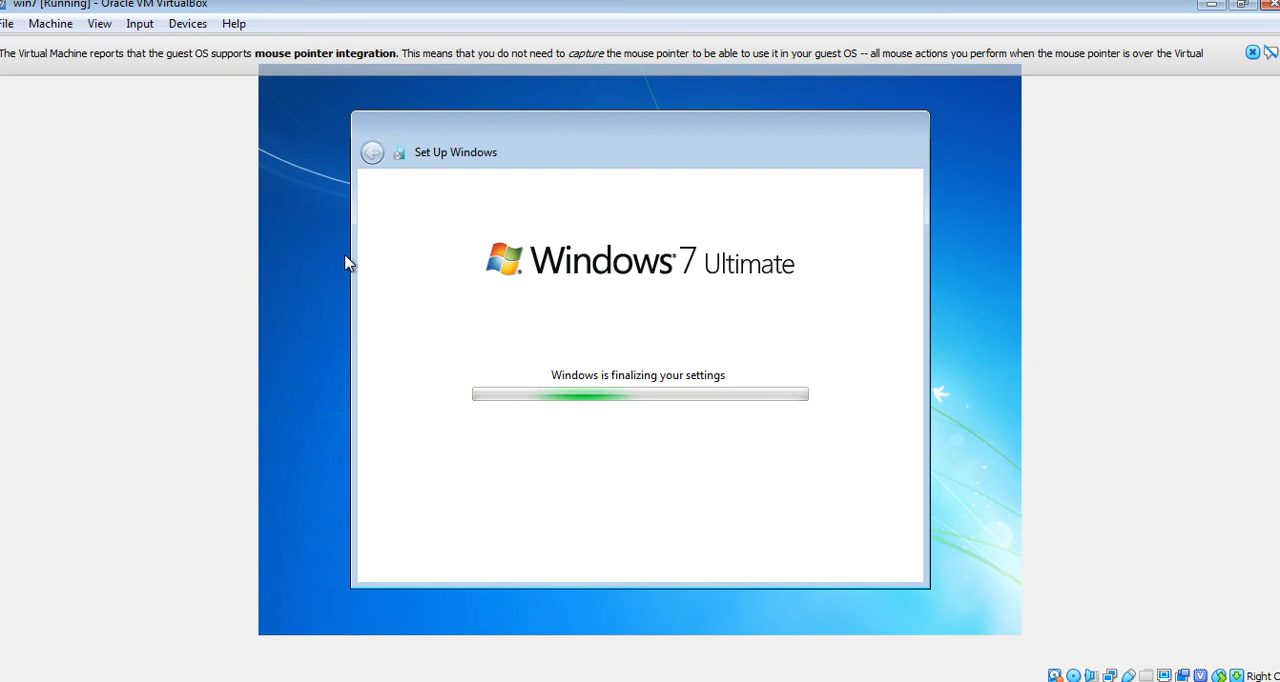 win7 [Running] - Oracle VM VirtualBox
File Machine View Input Devices Help
The Virtual Machine reports that the guest OS supports mouse pointer integration. This means that you do not need to capture the mouse pointer to be able to use it in your guest OS -- all mouse actions you perform when the mouse pointer is over the Virtual
Set Up Windows
Windows 7 Ultimate
Windows is finalizing your settings
Right C